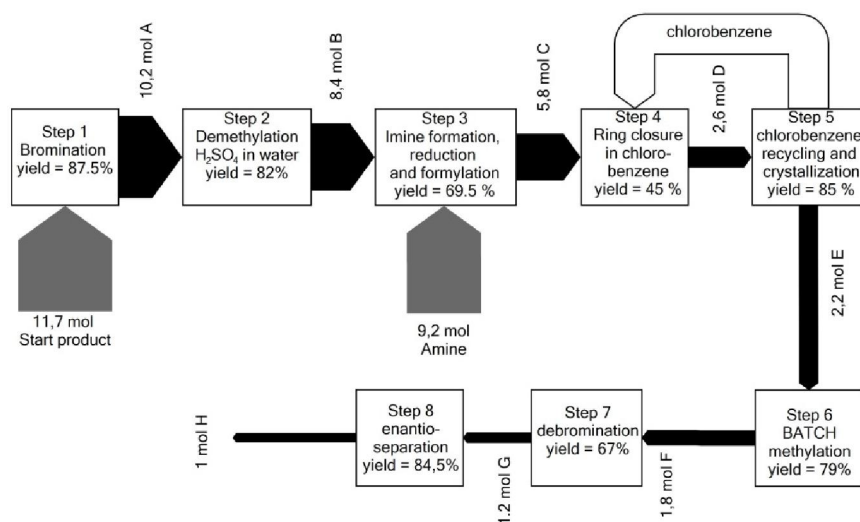 chlorobenzene
10,2 mol A
8,4 mol B
5,8 mol C
2,6 mol D
Step 1
Bromination
yield = 87.5%
Step 2
Demethylation
H₂SO₄ in water
yield = 82%
Step 3
Imine formation,
reduction
and formylation
yield = 69.5 %
Step 4
Ring closure
in chloro-
benzene
yield = 45 %
Step 5
chlorobenzene
recycling and
crystallization
yield = 85 %
11,7 mol
Start product
9,2 mol
Amine
2,2 mol E
1 mol H
Step 8
enantio-
separation
yield = 84,5%
1.2 mol G
Step 7
debromination
yield = 67%
1,8 mol F
Step 6
BATCH
methylation
yield = 79%